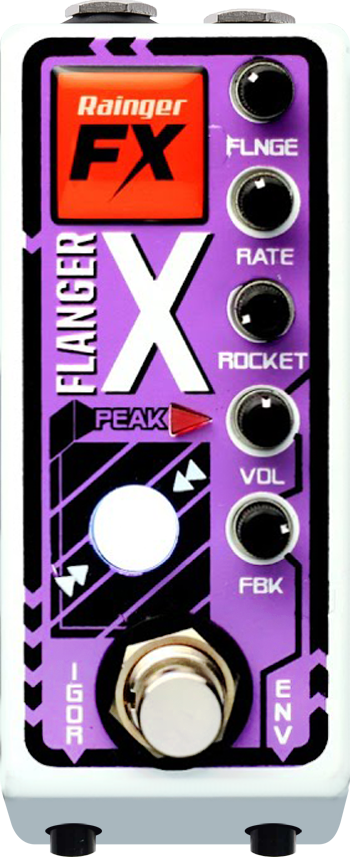 Rainger
FX
FLNGE
RATE
FLANGER
X
ROCKET
PEAK
VOL
FBK
IGOR
ENV